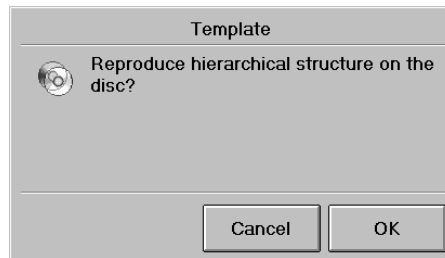 Template
Reproduce hierarchical structure on the
disc?
Cancel
OK